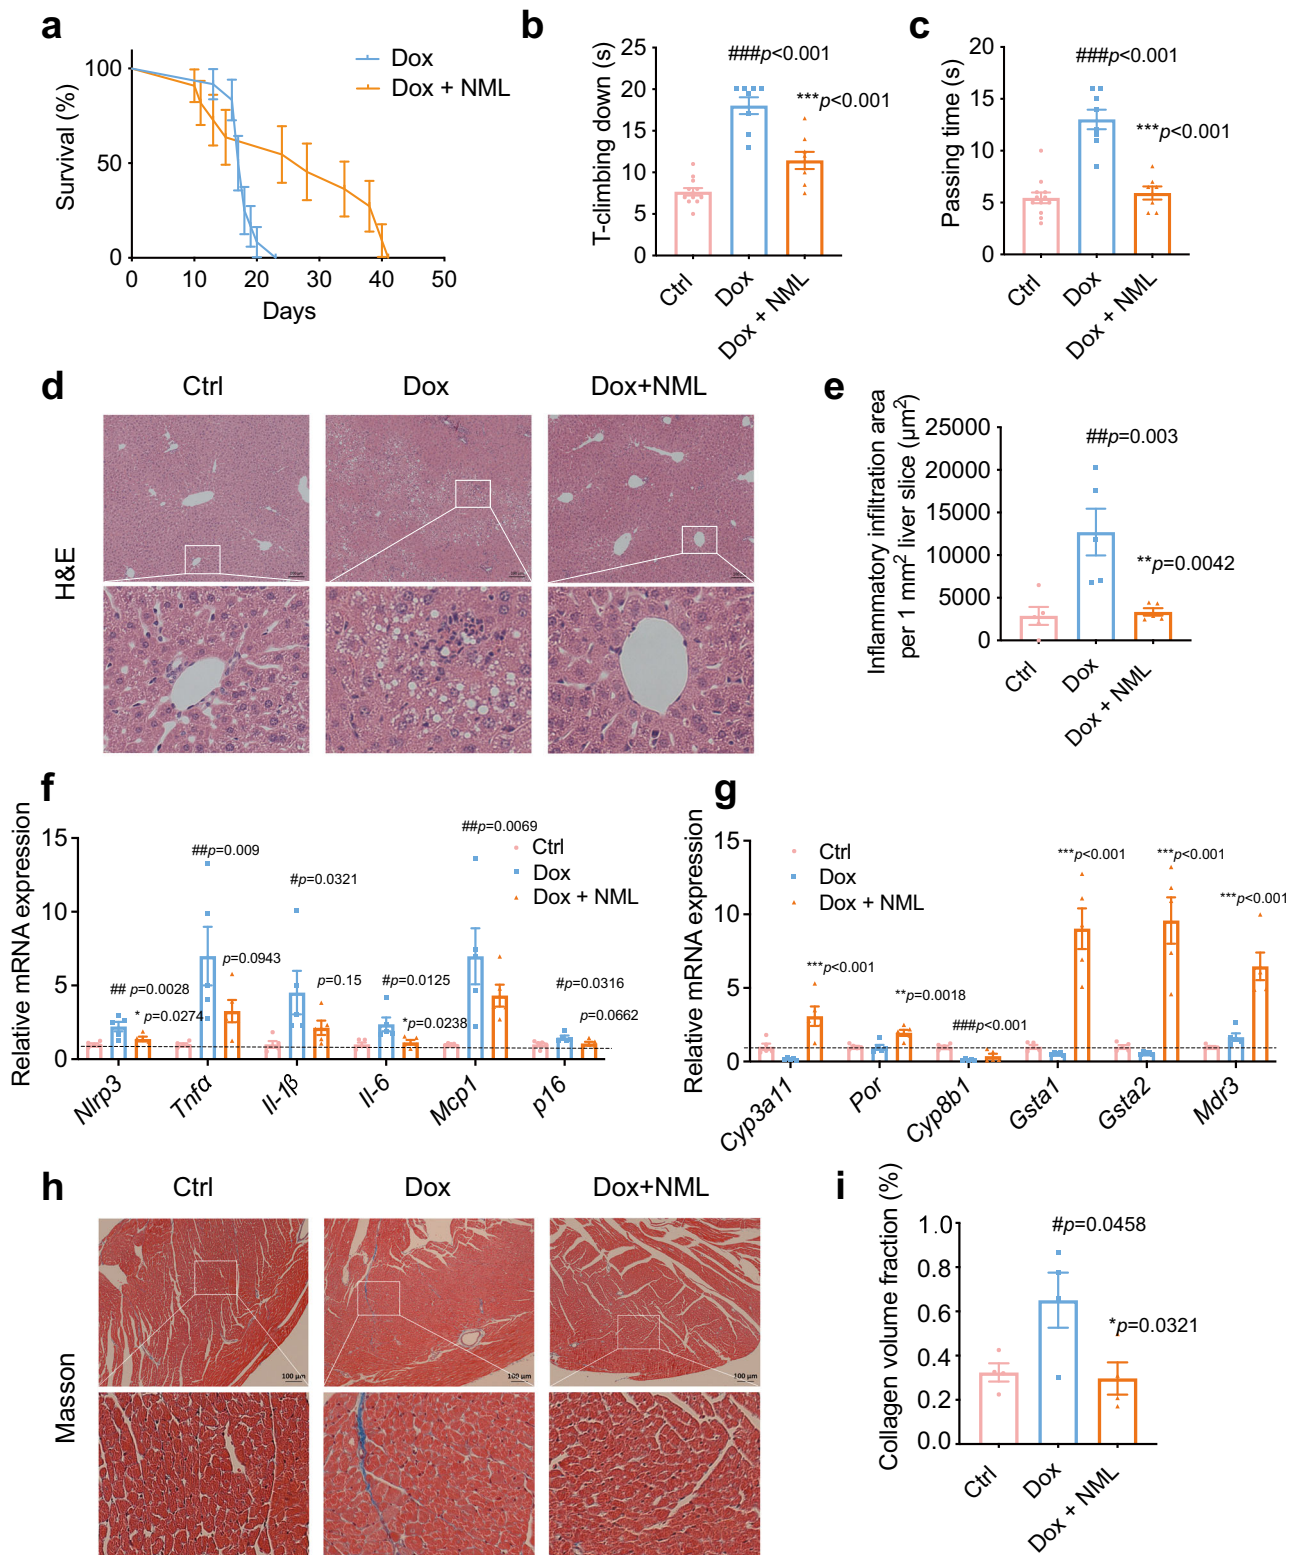 a
Survival (%)
100
50
0
0 10 20 30 40 50
Days
Dox
Dox + NML
b
T-climbing down (s)
25
20
15
10
5
0
###p<0.001
***p<0.001
Ctrl
Dox
Dox + NML
c
Passing time (s)
20
15
10
5
0
###p<0.001
***p<0.001
Ctrl
Dox
Dox + NML
d
Ctrl Dox Dox+NML
H&E
e
Inflammatory infiltration area
per 1 mm² liver slice (µm²)
25000
20000
15000
10000
5000
0
##p=0.003
**p=0.0042
Ctrl
Dox
Dox + NML
f
Relative mRNA expression
15
10
5
0
## p=0.0028
* p=0.0274
##p=0.009
p=0.0943
#p=0.0321
p=0.15
#p=0.0125
*p=0.0238
##p=0.0069
#p=0.0316
p=0.0662
Ctrl
Dox
Dox + NML
Nlrp3
Tnfα
Il-1β
Il-6
Mcp1
p16
g
Relative mRNA expression
15
10
5
0
Ctrl
Dox
Dox + NML
***p<0.001
**p=0.0018
###p<0.001
***p<0.001
***p<0.001
***p<0.001
Cyp3a11
Por
Cyp8b1
Gsta1
Gsta2
Mdr3
h
Ctrl Dox Dox+NML
Masson
100 µm
100 µm
100 µm
i
Collagen volume fraction (%)
1.0
0.8
0.6
0.4
0.2
0.0
#p=0.0458
*p=0.0321
Ctrl
Dox
Dox + NML